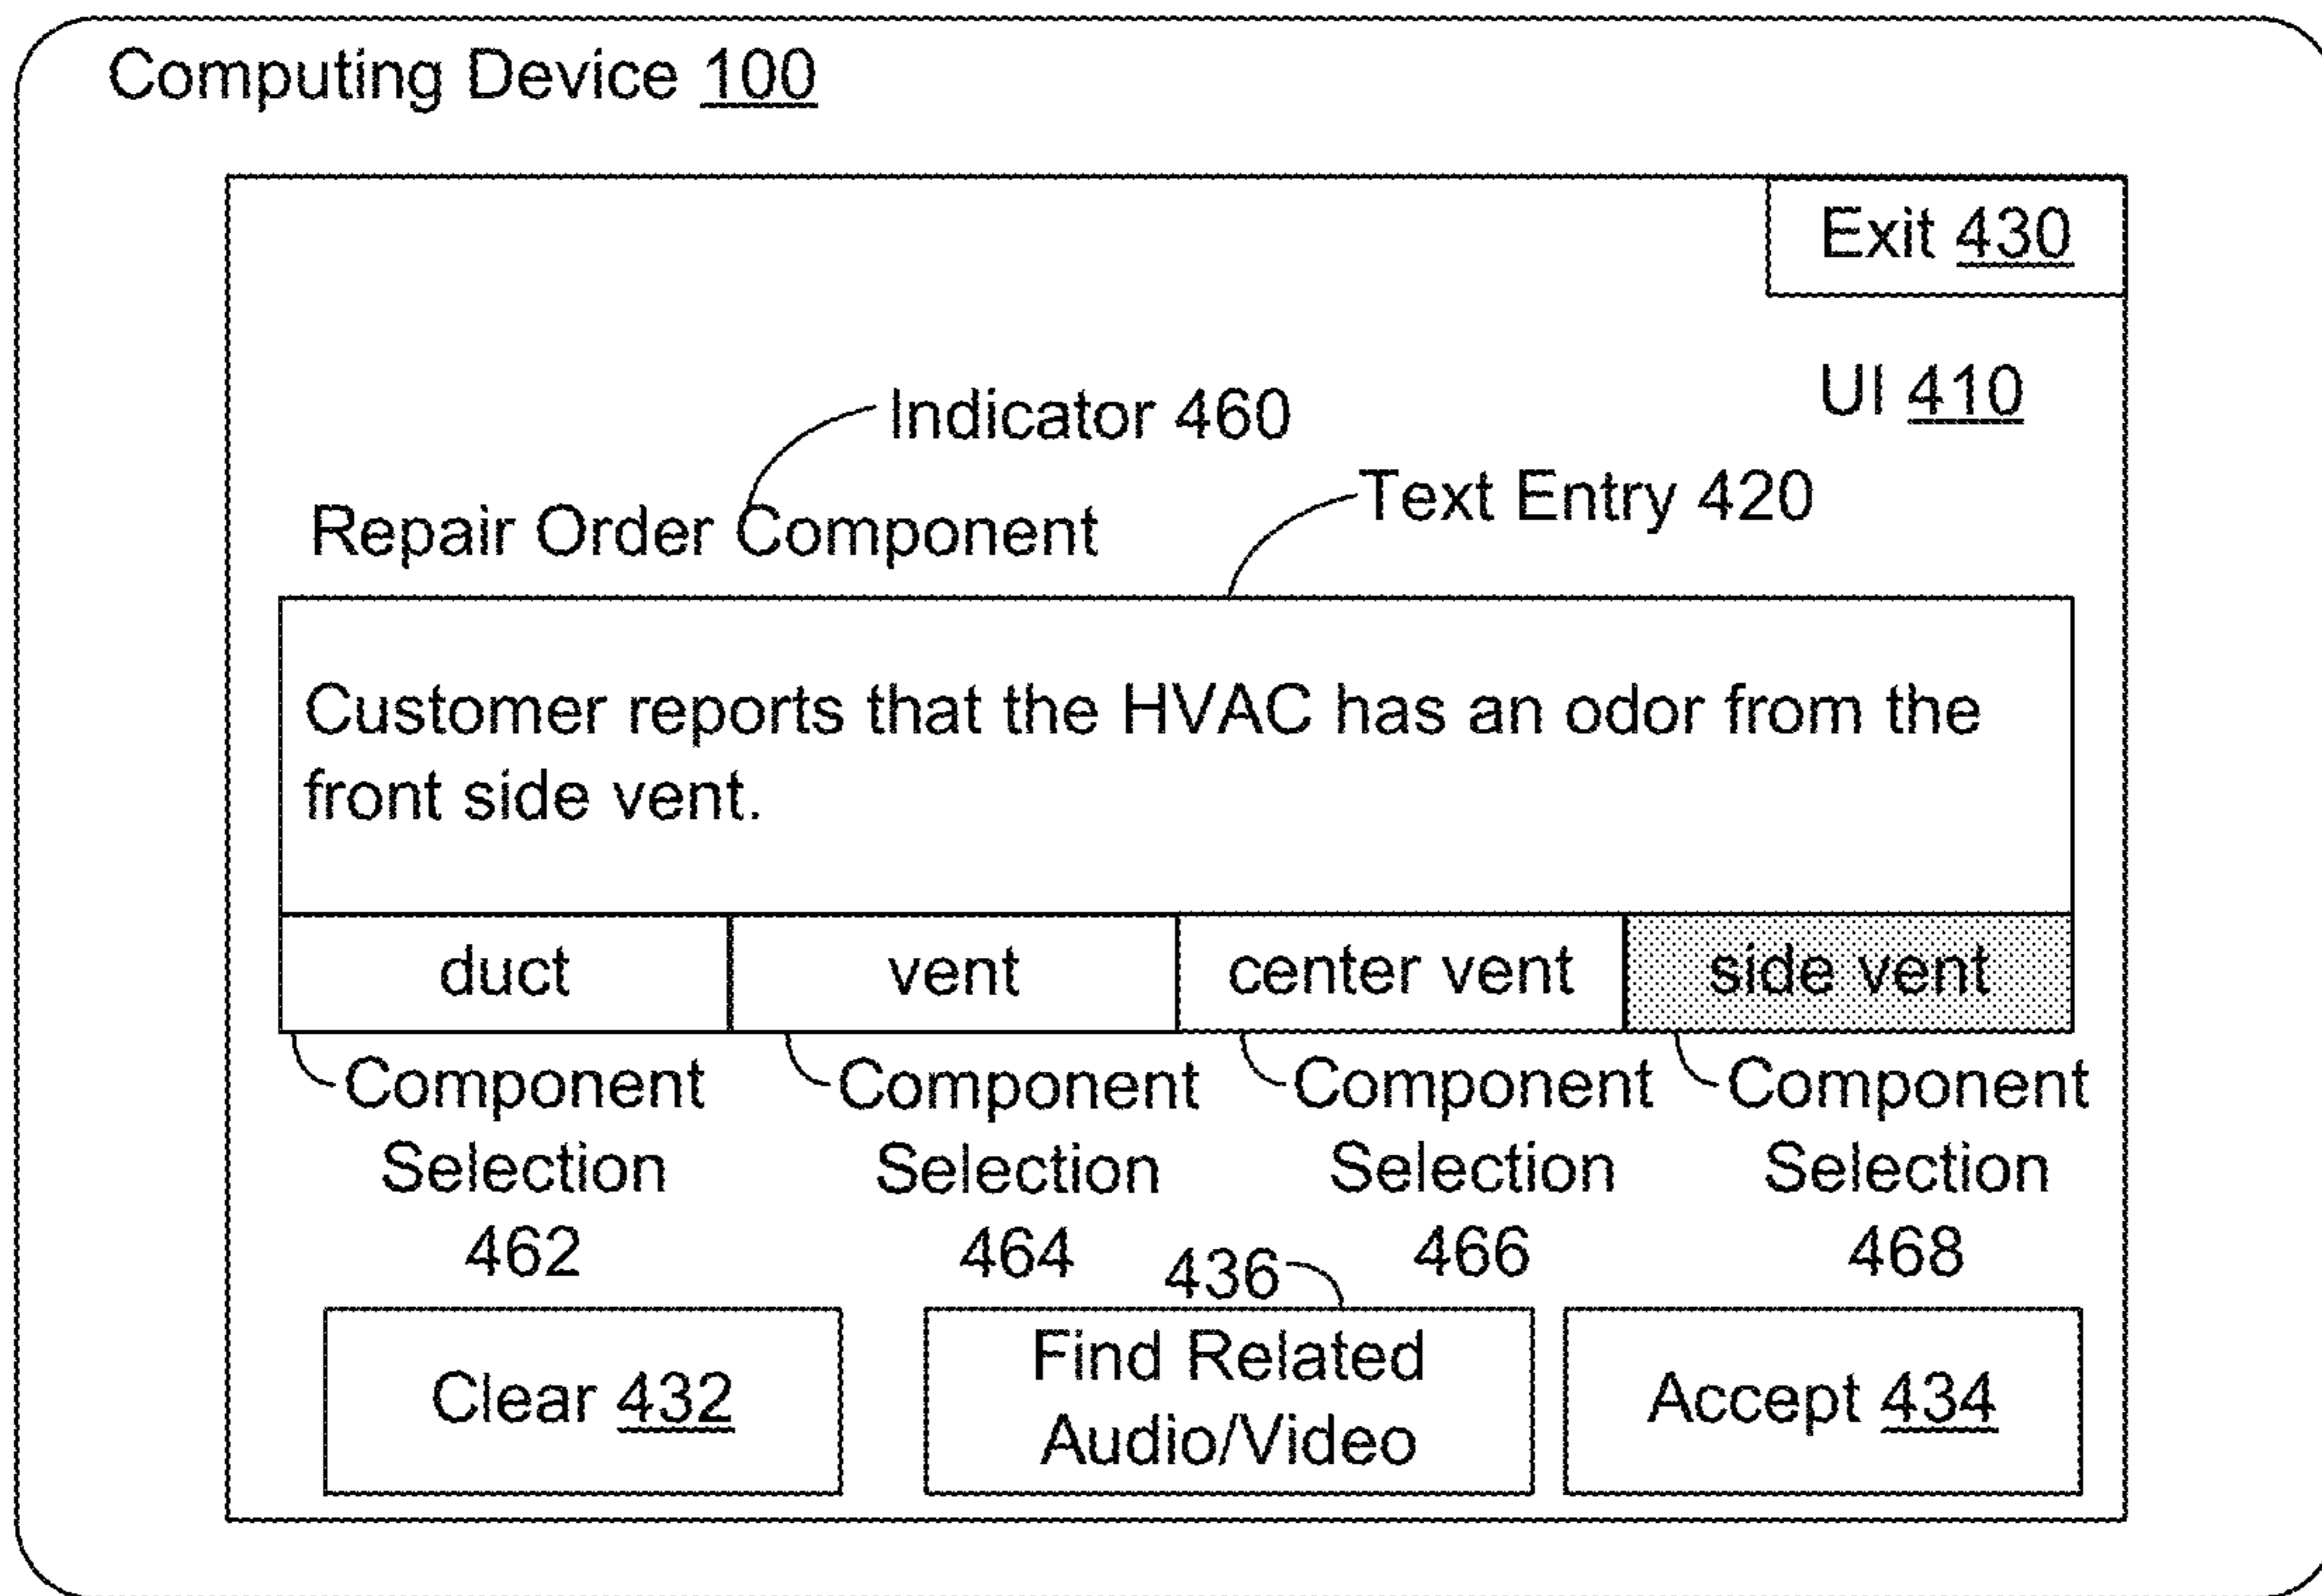 Computing Device 100
Exit 430
UI 410
Indicator 460
Text Entry 420
Repair Order Component
Customer reports that the HVAC has an odor from the
front side vent.
duct
vent
center vent
side vent
Component
Selection
462
Component
Selection
464
Component
Selection
466
Component
Selection
468
436
Clear 432
Find Related
Audio/Video
Accept 434